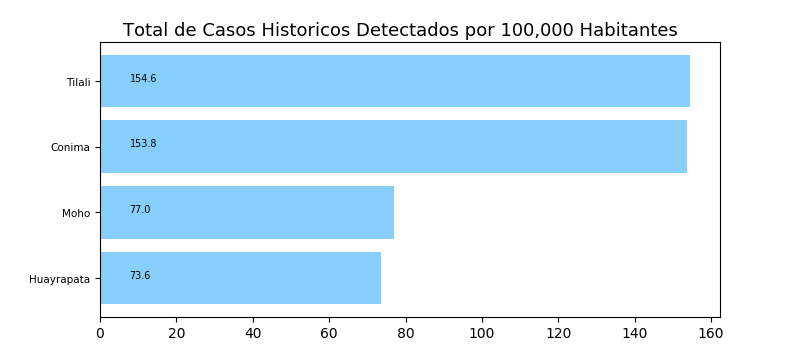 Total de Casos Historicos Detectados por 100,000 Habitantes
Tilali 154.6
Conima 153.8
Moho 77.0
Huayrapata 73.6
0 20 40 60 80 100 120 140 160